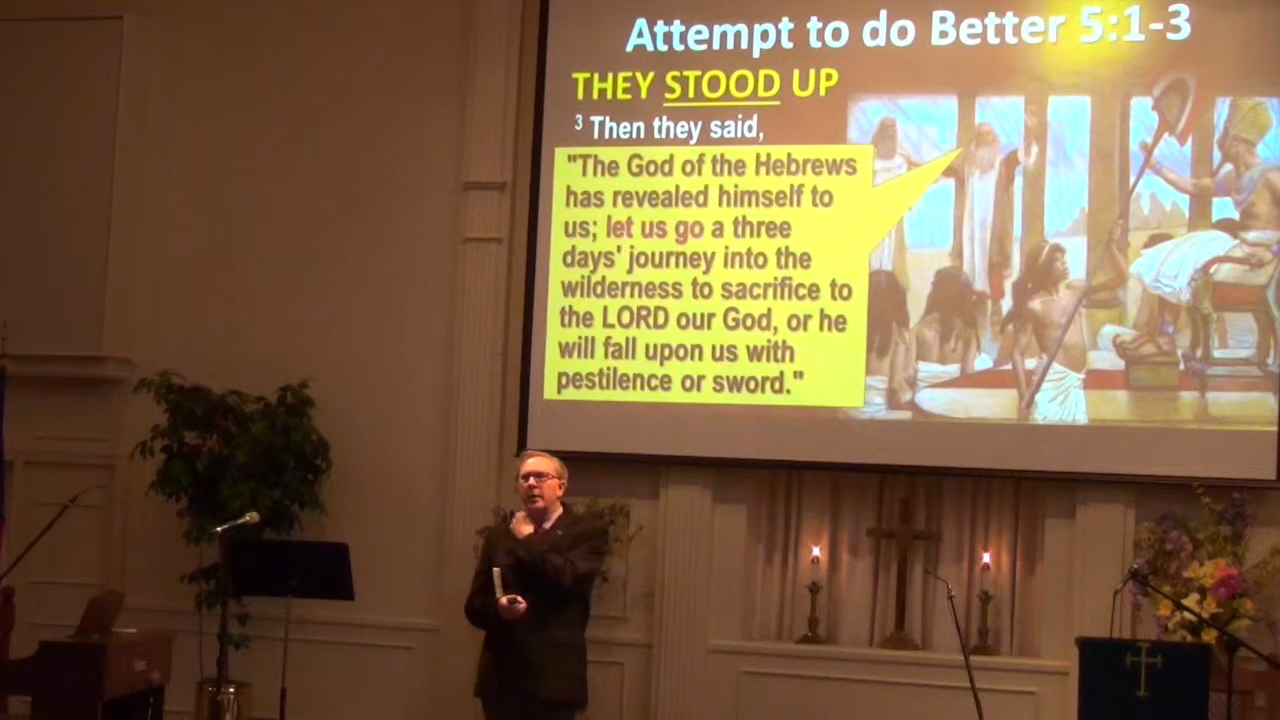 Attempt to do Better 5:1-3
THEY STOOD UP
3 Then they said,
"The God of the Hebrews
has revealed himself to
us; let us go a three
days' journey into the
wilderness to sacrifice to
the LORD our God, or he
will fall upon us with
pestilence or sword."